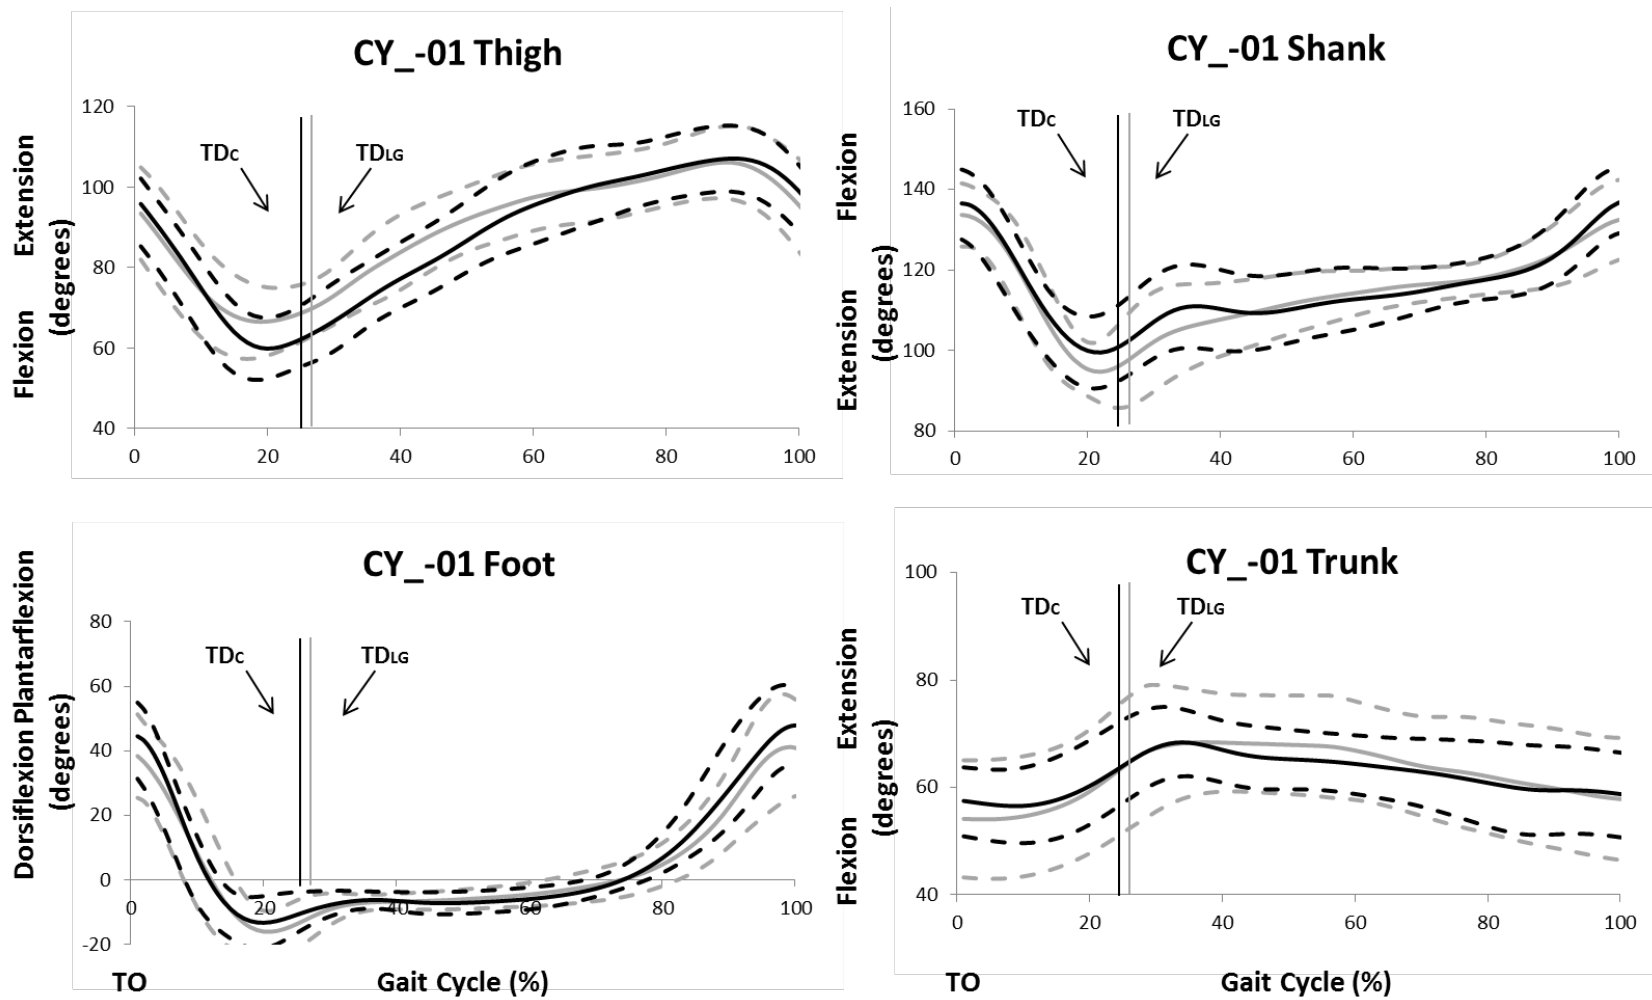 CY_-01 Thigh
Extension
Flexion
(degrees)
120
100
80
60
40
0 20 40 60 80 100
TDC
TDLG
CY_-01 Shank
Flexion
Extension
(degrees)
160
140
120
100
80
0 20 40 60 80 100
TDC
TDLG
CY_-01 Foot
Dorsiflexion Plantarflexion
(degrees)
80
60
40
20
0
-20
0 20 40 60 80 100
TDC
TDLG
TO
Gait Cycle (%)
CY_-01 Trunk
Extension
Flexion
(degrees)
100
80
60
40
0 20 40 60 80 100
TDC
TDLG
TO
Gait Cycle (%)